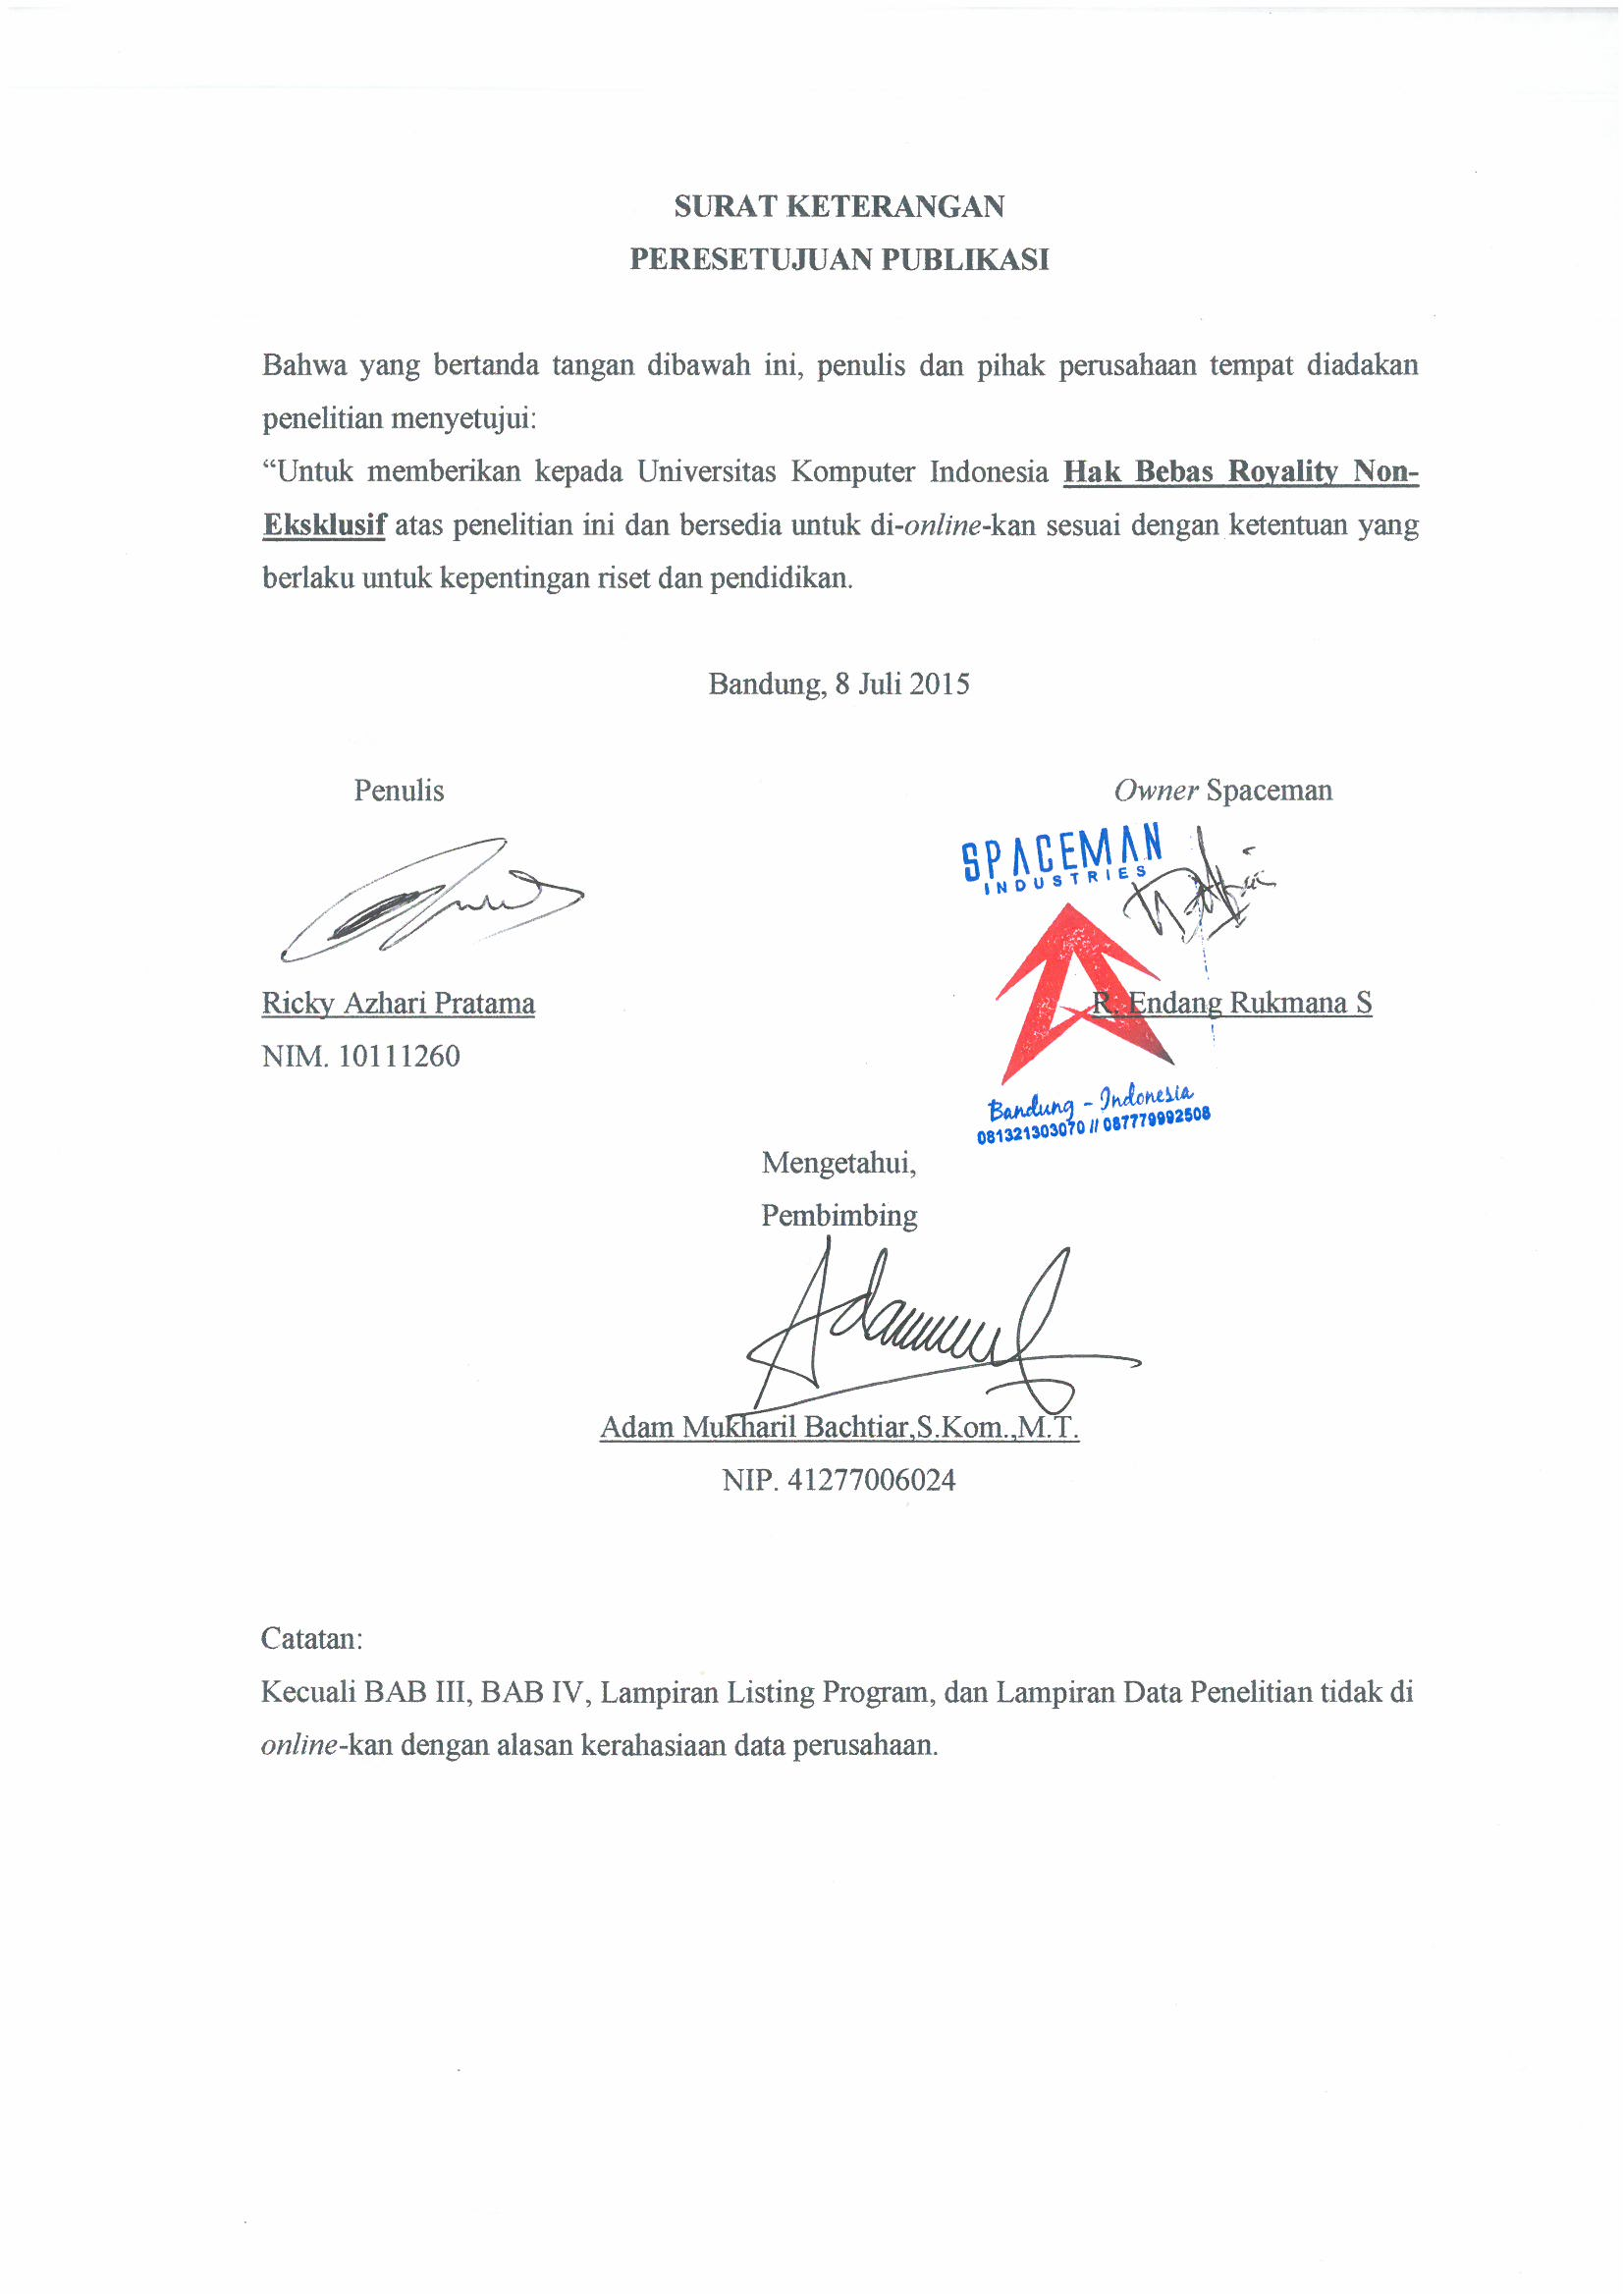 SURAT KETERANGAN
PERESETUJUAN PUBLIKASI
Bahwa yang bertanda tangan dibawah ini, penulis dan pihak perusahaan tempat diadakan
penelitian menyetujui:
“Untuk memberikan kepada Universitas Komputer Indonesia Hak Bebas Royality Non-
Eksklusif atas penelitian ini dan bersedia untuk di-online-kan sesuai dengan ketentuan yang
berlaku untuk kepentingan riset dan pendidikan.
Bandung, 8 Juli 2015
Penulis
Owner Spaceman
SPACEMAN
INDUSTRIES
Ricky Azhari Pratama
R. Endang Rukmana S
NIM. 10111260
Bandung - Indonesia
081321303070 // 087779992508
Mengetahui,
Pembimbing
Adam Mukharil Bachtiar,S.Kom.,M.T.
NIP. 41277006024
Catatan:
Kecuali BAB III, BAB IV, Lampiran Listing Program, dan Lampiran Data Penelitian tidak di
online-kan dengan alasan kerahasiaan data perusahaan.